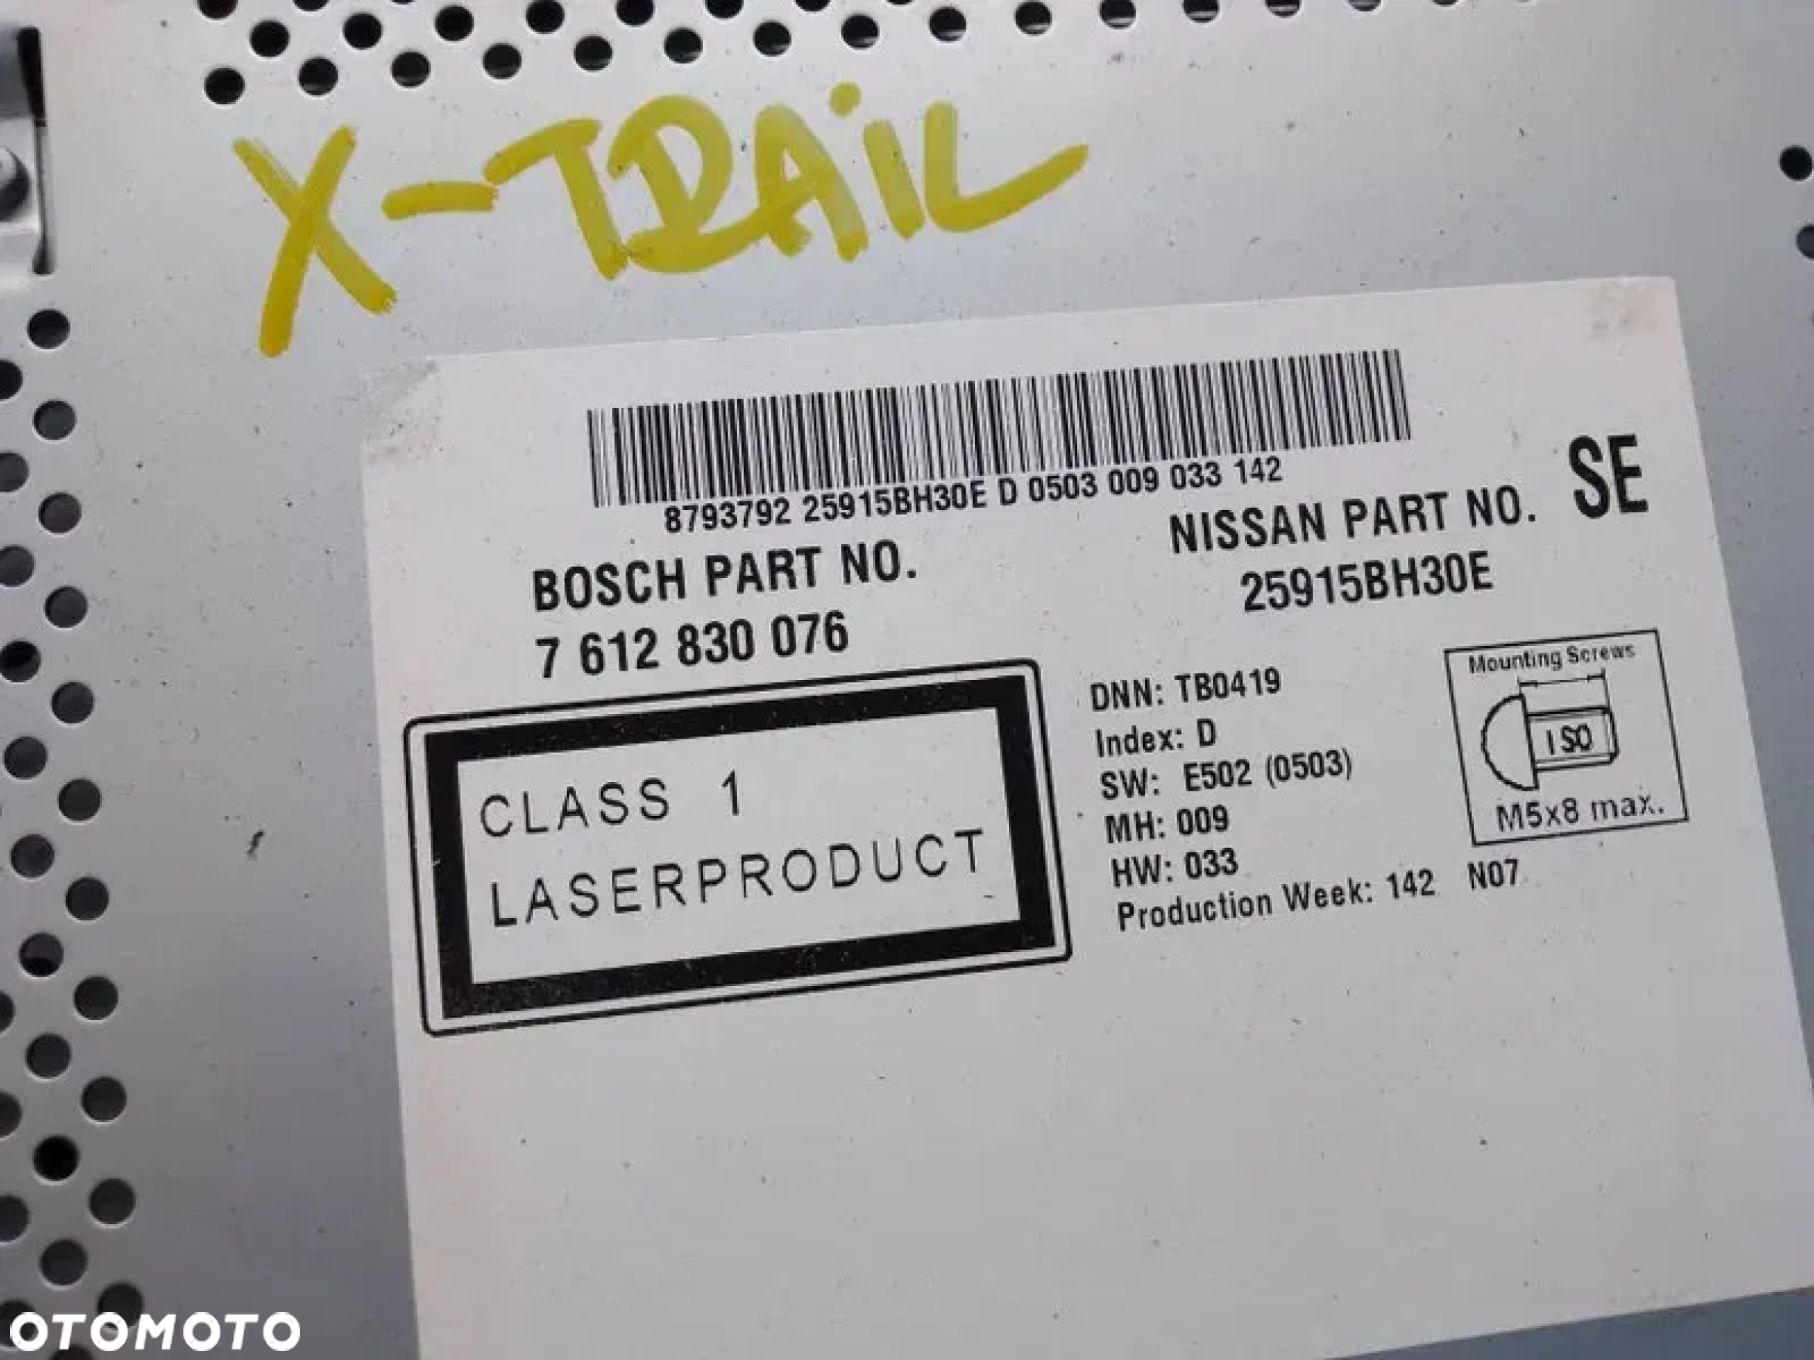 X-TRAiL
8793792 25915BH30E D 0503 009 033 142
BOSCH PART NO.
7 612 830 076
NISSAN PART NO. SE
25915BH30E
CLASS 1
LASERPRODUCT
DNN: TB0419
Index: D
SW: E502 (0503)
MH: 009
HW: 033
Production Week: 142 N07
Mounting Screws
ISO
M5x8 max.
OTOMOTO